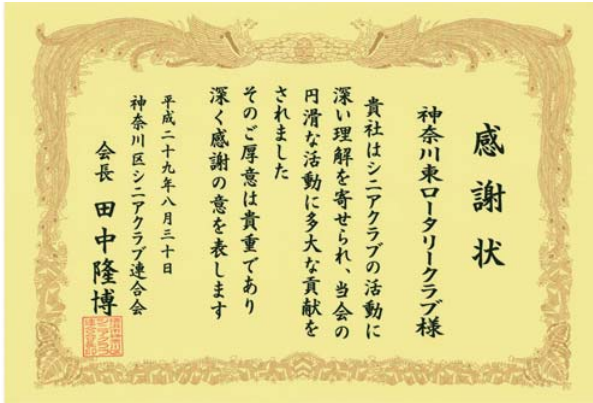 感謝状
神奈川東ロータリークラブ様
貴社はシニアクラブの活動に
深い理解を寄せられ、当会の
円滑な活動に多大な貢献を
されました
そのご厚意は貴重であり
深く感謝の意を表します
平成二十九年八月三十日
神奈川区シニアクラブ連合会
会長 田中隆博